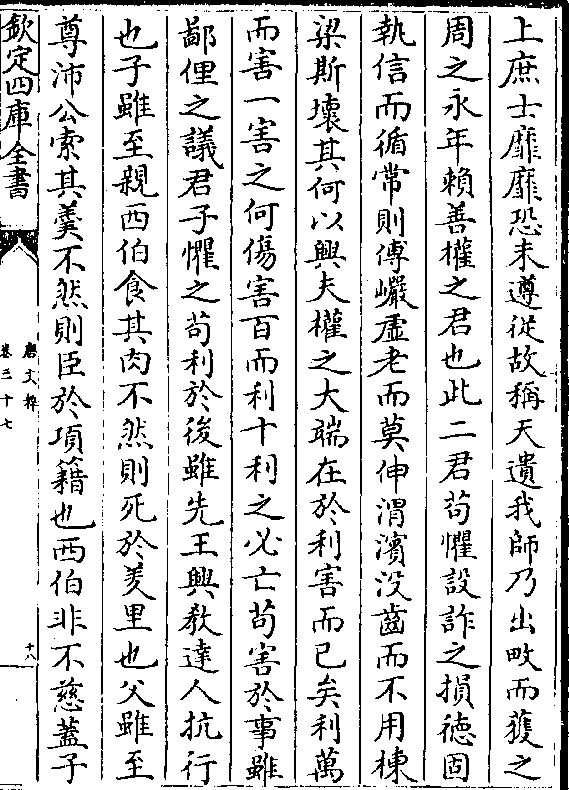 上庶士靡靡恐未遵從故稱天遺我師乃出畋而獲之
周之永年賴善權之君也此二君苟懼設詐之損德固
執信而循常則傅巖虛老而莫伸渭濱沒齒而不用棟
梁斯壞其何以興夫權之大端在於利害而已矣利萬
而害一害之何傷害百而利十利之必亡苟害於事雖
鄙俚之議君子懼之苟利於後雖先王興教達人抗行
也子雖至親西伯食其肉不然則死於羑里也父雖至
尊沛公索其羹不然則臣於項籍也西伯非不慈蓋子
欽定四庫全書
唐文粹
卷三十七
十八